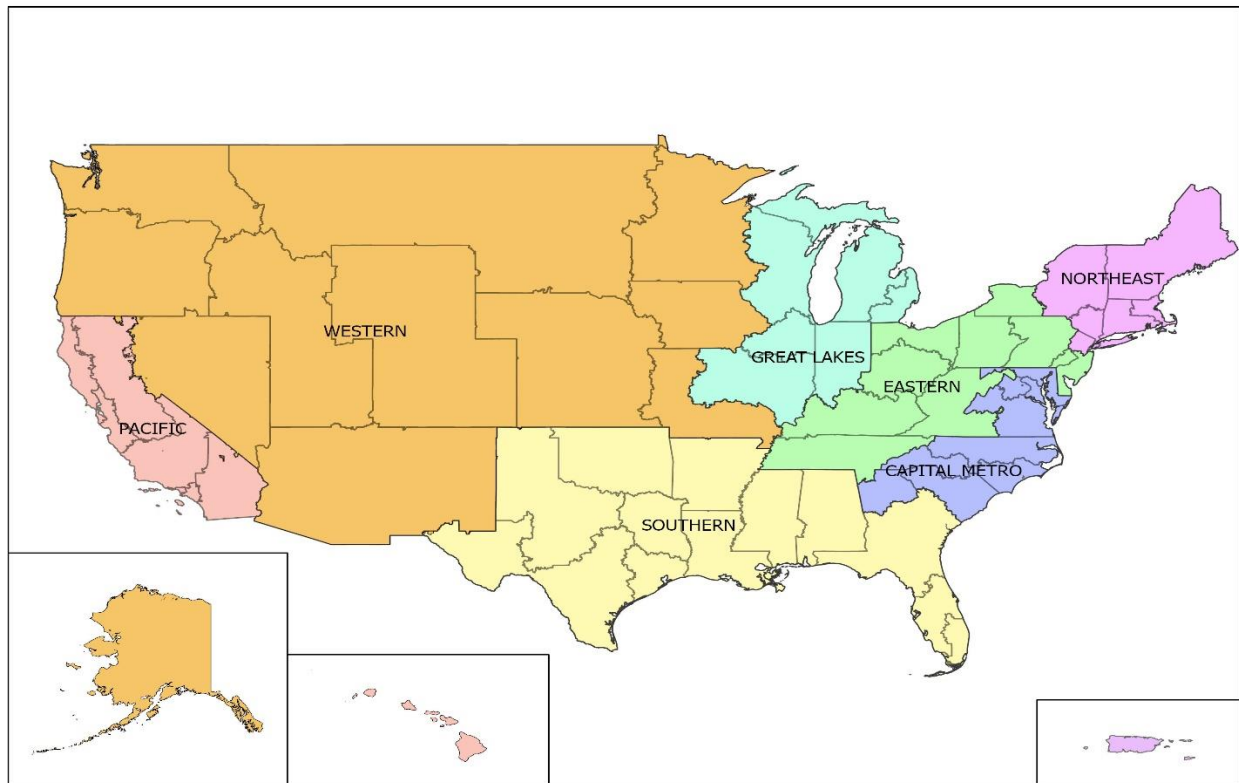 NORTHEAST
WESTERN
GREAT LAKES
EASTERN
PACIFIC
CAPITAL METRO
SOUTHERN